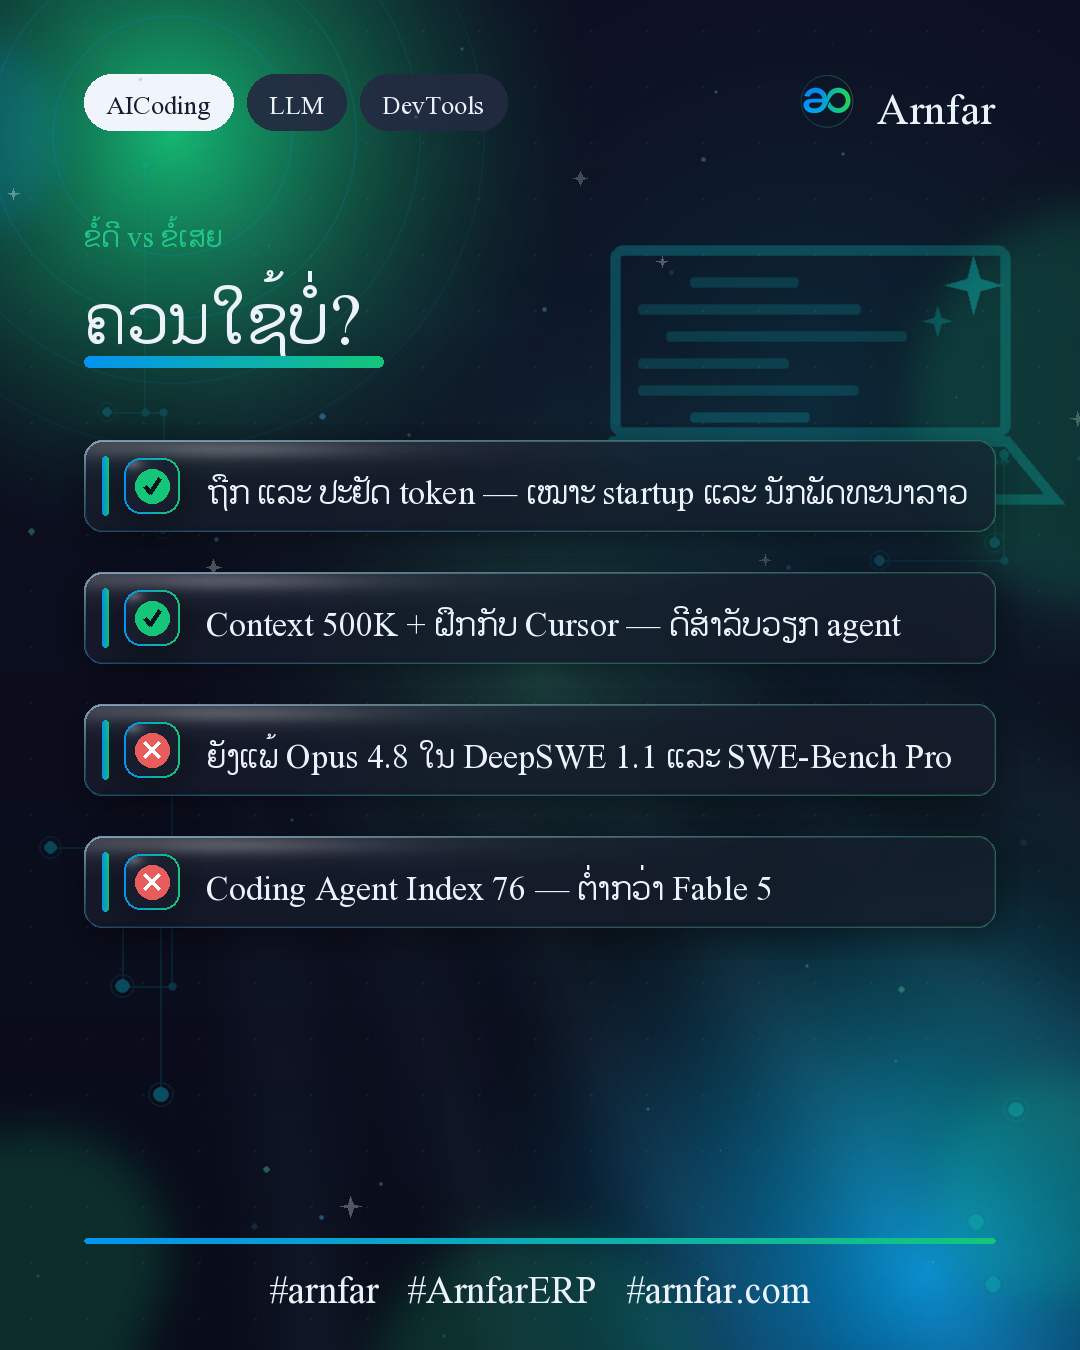 AICoding LLM DevTools
Arnfar
ຂໍ້ດີ vs ຂໍ້ເສຍ
ຄວນໃຊ້ບໍ່?
ຖືກ ແລະ ປະຢັດ token — ເໝາະ startup ແລະ ນັກພັດທະນາລາວ
Context 500K + ຝຶກກັບ Cursor — ດີສຳລັບວຽກ agent
ຍັງແພ້ Opus 4.8 ໃນ DeepSWE 1.1 ແລະ SWE-Bench Pro
Coding Agent Index 76 — ຕ່ຳກວ່າ Fable 5
#arnfar #ArnfarERP #arnfar.com